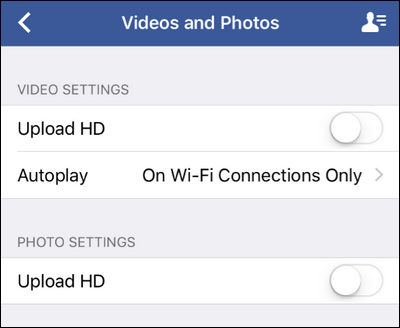 Videos and Photos
VIDEO SETTINGS
Upload HD
Autoplay On Wi-Fi Connections Only
PHOTO SETTINGS
Upload HD